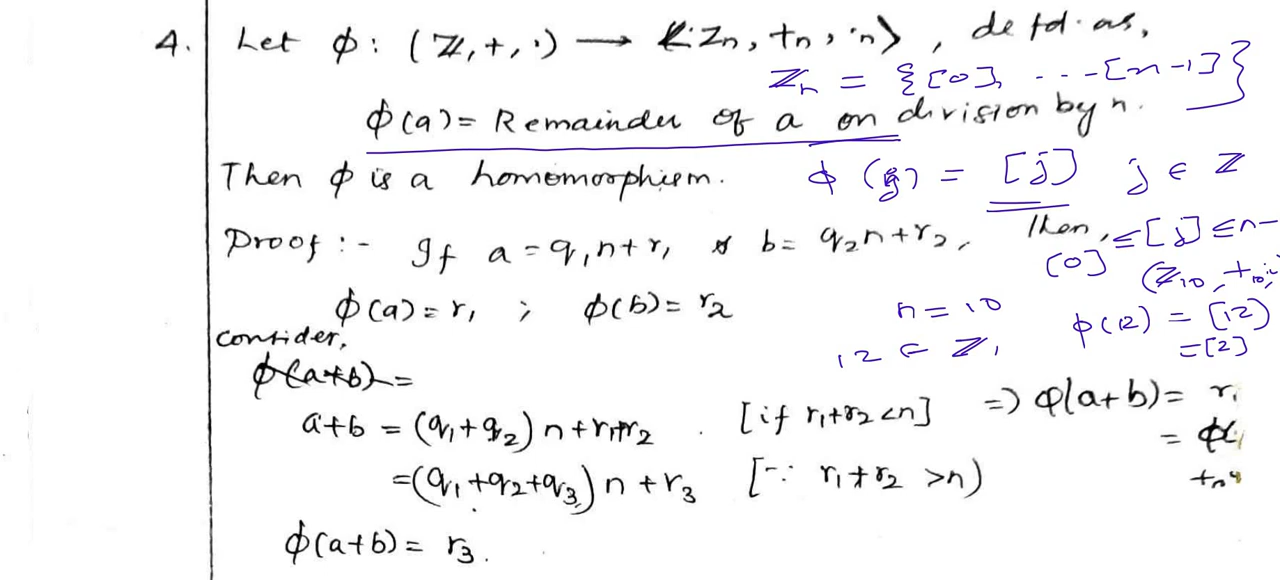 4. Let ϕ : (ℤ, +, ·) → <Zn, +n, ·n>, defd. as,
ℤn = {[0], ---[n-1]}
ϕ(a) = Remainder of a on division by n.
Then ϕ is a homomorphism. ϕ(j) = [j] j ∈ ℤ
Proof :- If a = q₁n+r₁ & b = q₂n+r₂, Then,
[0] ≤ [j] ≤ n-
(ℤ10, +10,
ϕ(a) = r₁ ; ϕ(b) = r₂ n = 10 ϕ(12) = [12]
consider, 12 ∈ ℤ, = [2]
ϕ(a+b) =
a+b = (q₁+q₂)n+r₁+r₂ . [if r₁+r₂ <n] => ϕ(a+b) = r₁
= (q₁+q₂+q₃)n + r₃ [∵ r₁+r₂ >n) = ϕ(
+n
ϕ(a+b) = r₃.